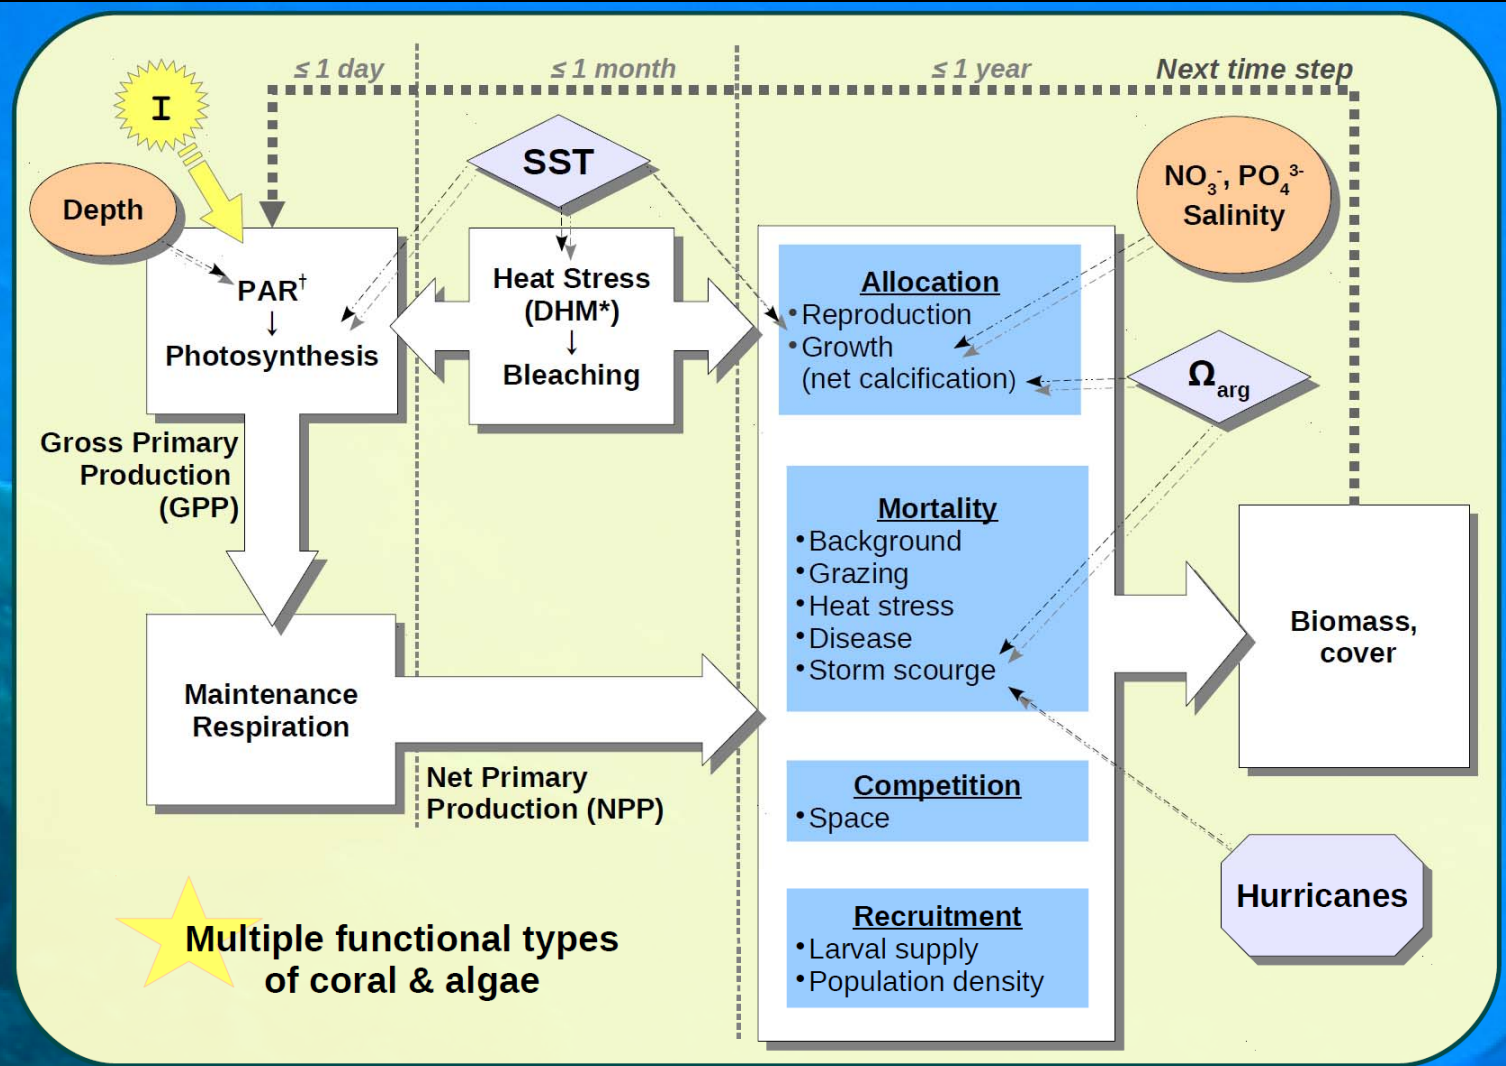 ≤ 1 day
≤ 1 month
≤ 1 year
Next time step
I
Depth
SST
NO₃⁻, PO₄³⁻
Salinity
PAR†
↓
Photosynthesis
Heat Stress
(DHM*)
↓
Bleaching
Allocation
•Reproduction
•Growth
(net calcification)
Ωarg
Gross Primary
Production
(GPP)
Mortality
•Background
•Grazing
•Heat stress
•Disease
•Storm scourge
Biomass,
cover
Maintenance
Respiration
Net Primary
Production (NPP)
Competition
•Space
Hurricanes
Recruitment
•Larval supply
•Population density
Multiple functional types
of coral & algae